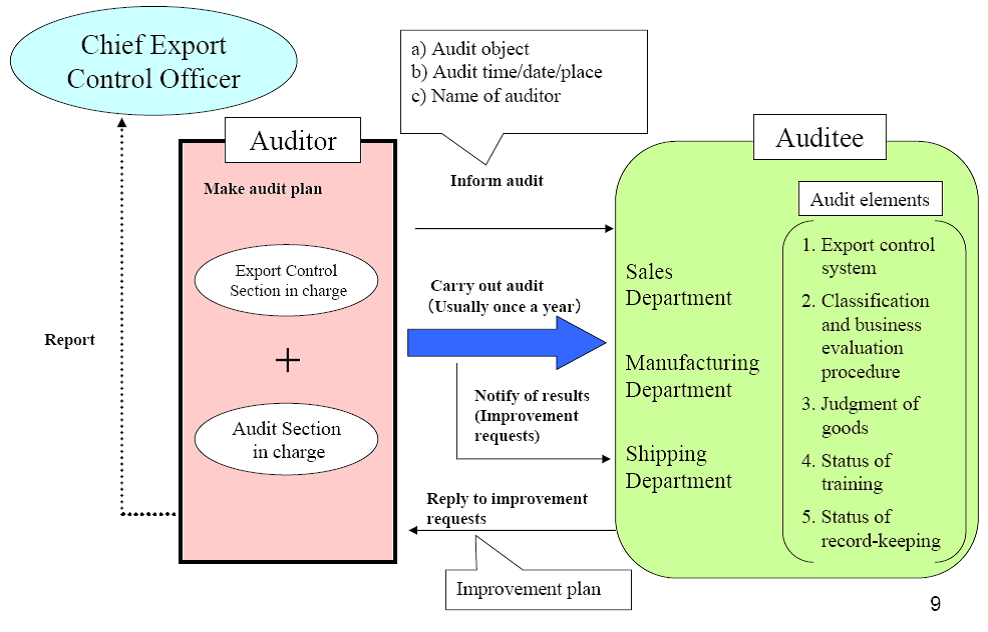 Chief Export
Control Officer
a) Audit object
b) Audit time/date/place
c) Name of auditor
Auditor
Auditee
Make audit plan
Inform audit
Audit elements
Export Control
Section in charge
+
Audit Section
in charge
Report
Carry out audit
(Usually once a year)
Notify of results
(Improvement
requests)
Reply to improvement
requests
Improvement plan
Sales
Department
Manufacturing
Department
Shipping
Department
1. Export control
system
2. Classification
and business
evaluation
procedure
3. Judgment of
goods
4. Status of
training
5. Status of
record-keeping
9